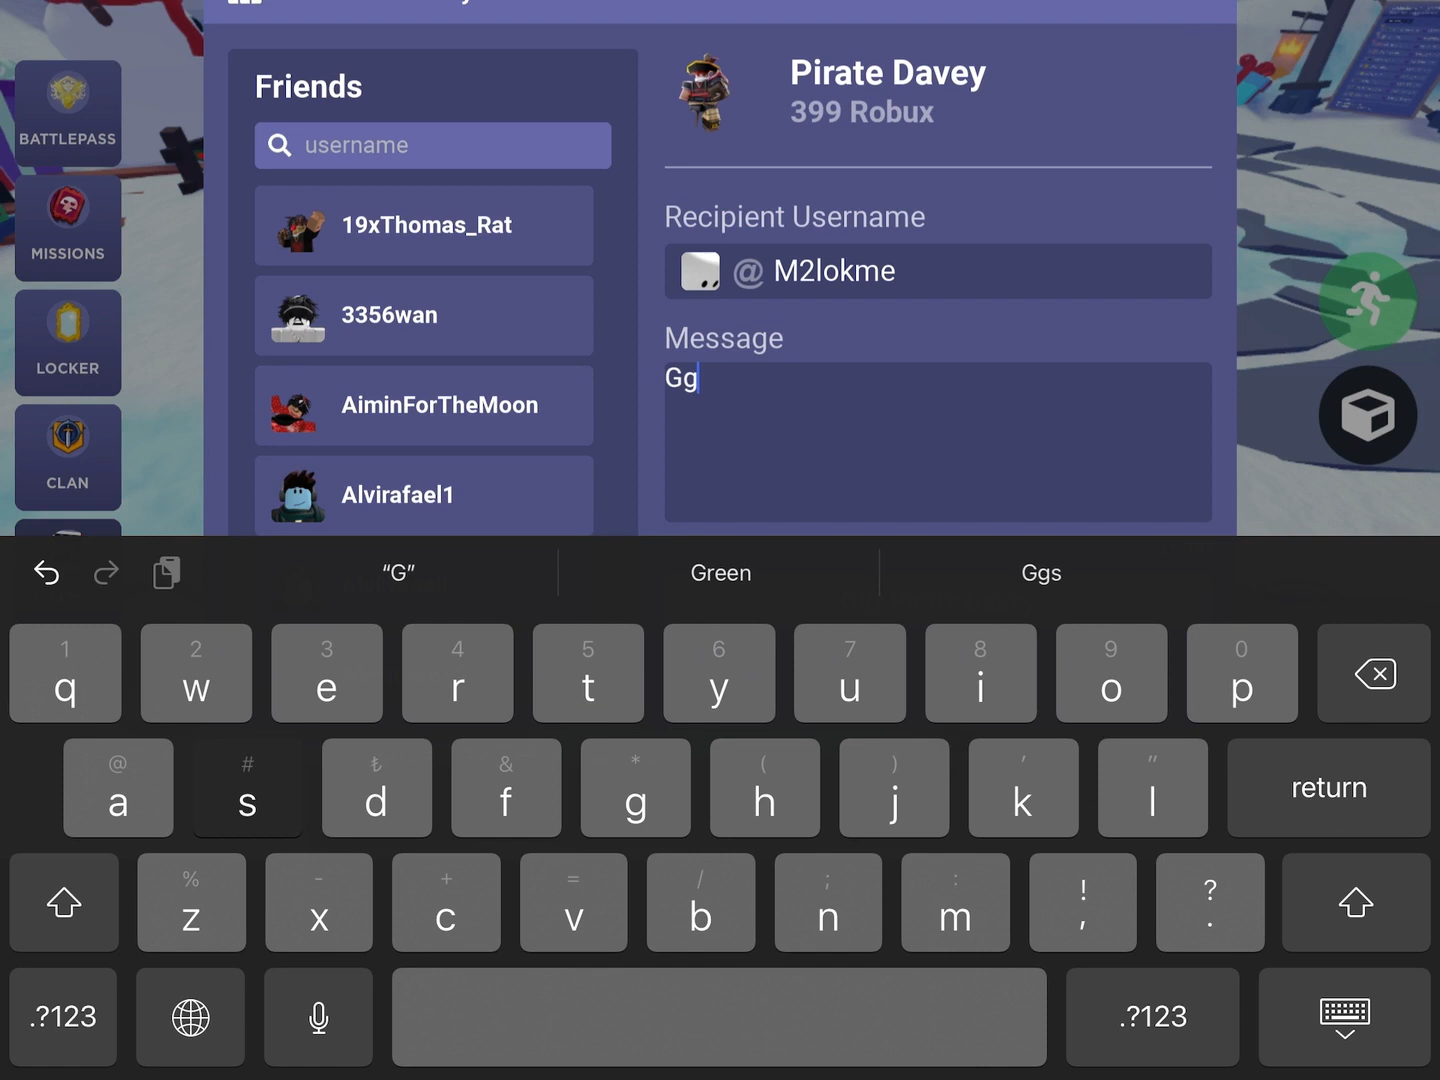 BATTLEPASS
MISSIONS
LOCKER
CLAN
Friends
username
19xThomas_Rat
3356wan
AiminForTheMoon
Alvirafael1
Pirate Davey
399 Robux
Recipient Username
@ M2lokme
Message
Gg
“G” Green Ggs
1 2 3 4 5 6 7 8 9 0
q w e r t y u i o p
@ # ₺ & * ( ) ' "
a s d f g h j k l return
% - + = / ; : ! ?
z x c v b n m , .
.?123 .?123